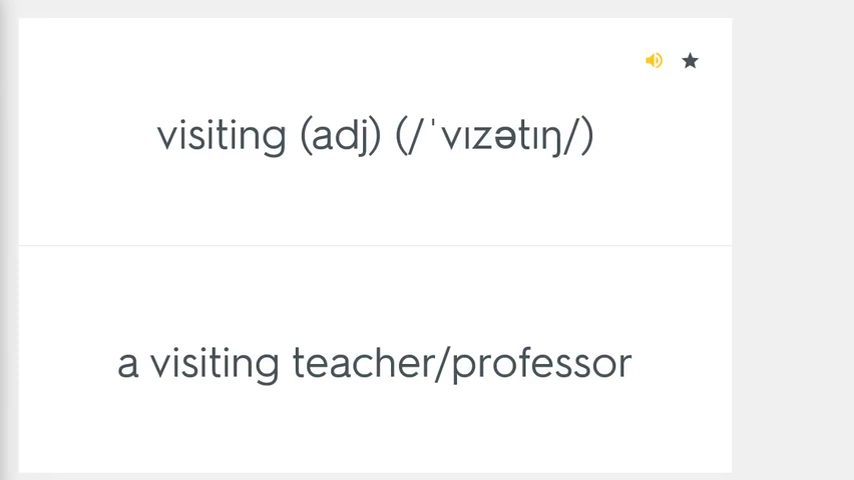 visiting (adj) (/ˈvɪzətɪŋ/)
a visiting teacher/professor